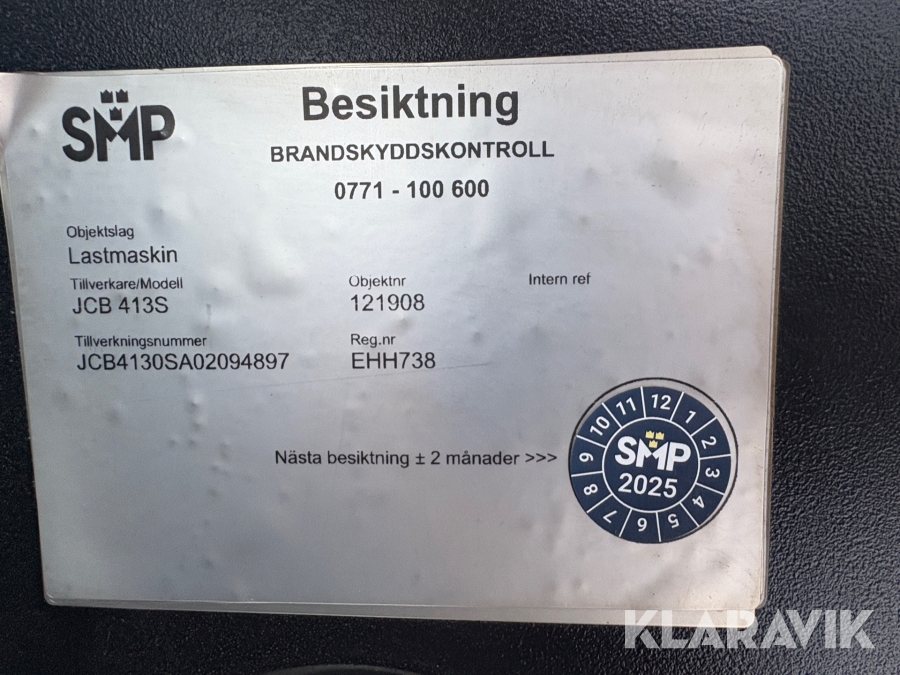 SMP
Besiktning
BRANDSKYDDSKONTROLL
0771 - 100 600
Objektslag
Lastmaskin
Tillverkare/Modell
JCB 413S
Objektnr
121908
Intern ref
Tillverkningsnummer
JCB4130SA02094897
Reg.nr
EHH738
Nästa besiktning ± 2 månader >>>
12 1 2 3 4 5 6 7 8 9 10 11
SMP
2025
KLARAVIK